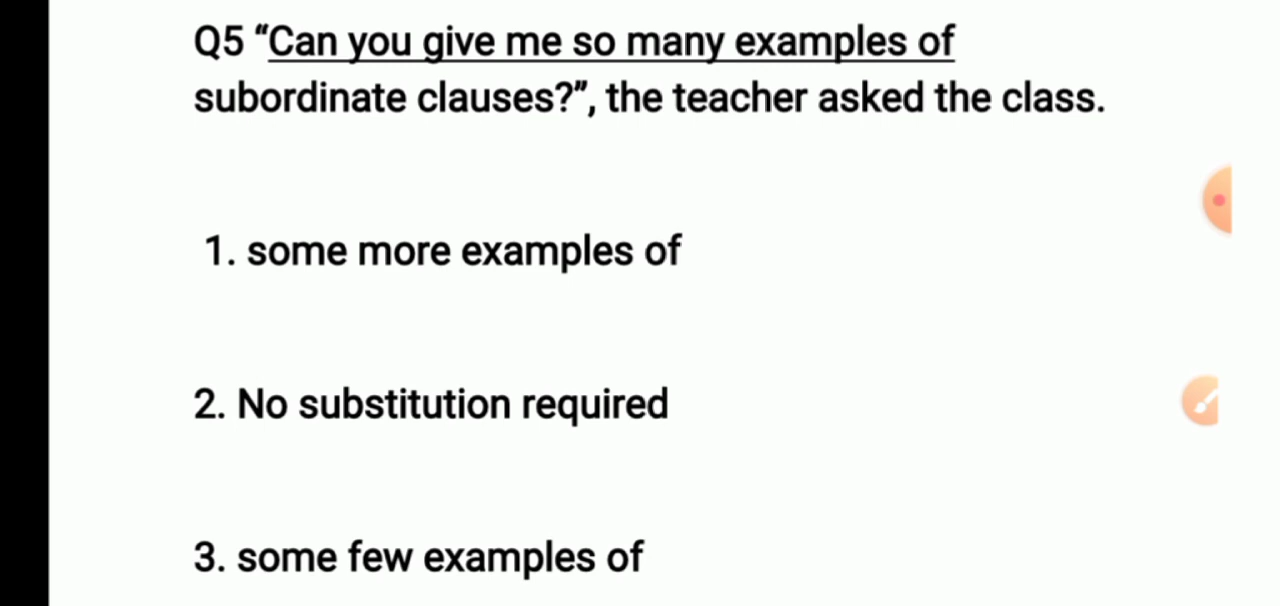 Q5 “Can you give me so many examples of
subordinate clauses?”, the teacher asked the class.
1. some more examples of
2. No substitution required
3. some few examples of